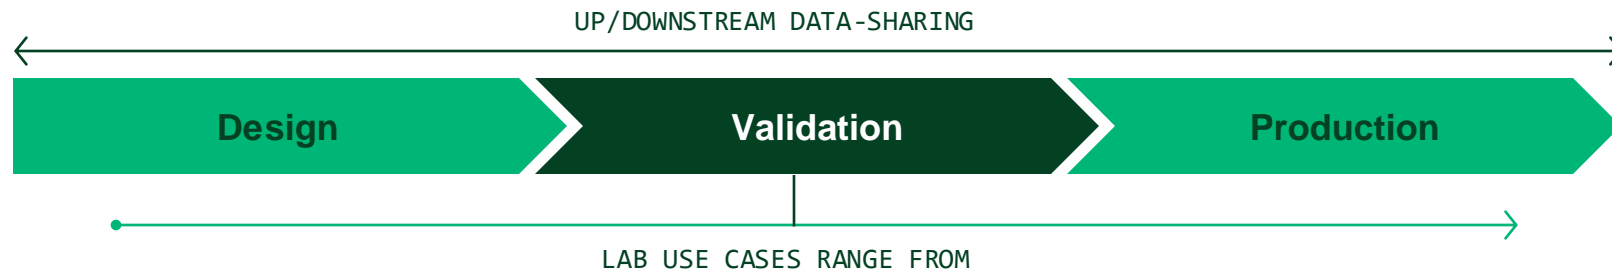 UP/DOWNSTREAM DATA-SHARING
Design
Validation
Production
LAB USE CASES RANGE FROM